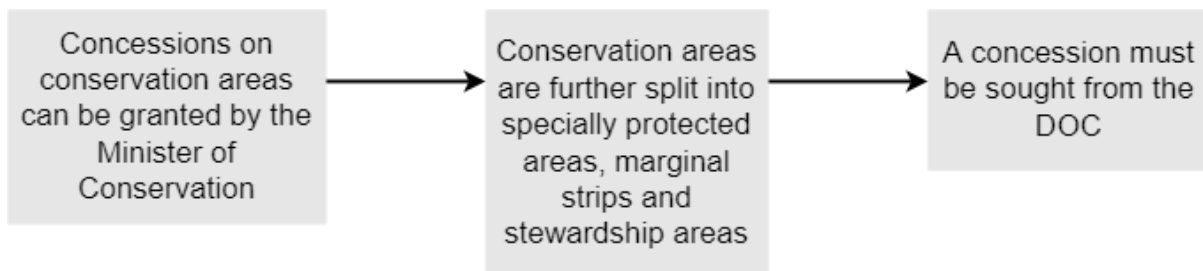 Concessions on
conservation areas
can be granted by the
Minister of
Conservation
Conservation areas
are further split into
specially protected
areas, marginal
strips and
stewardship areas
A concession must
be sought from the
DOC